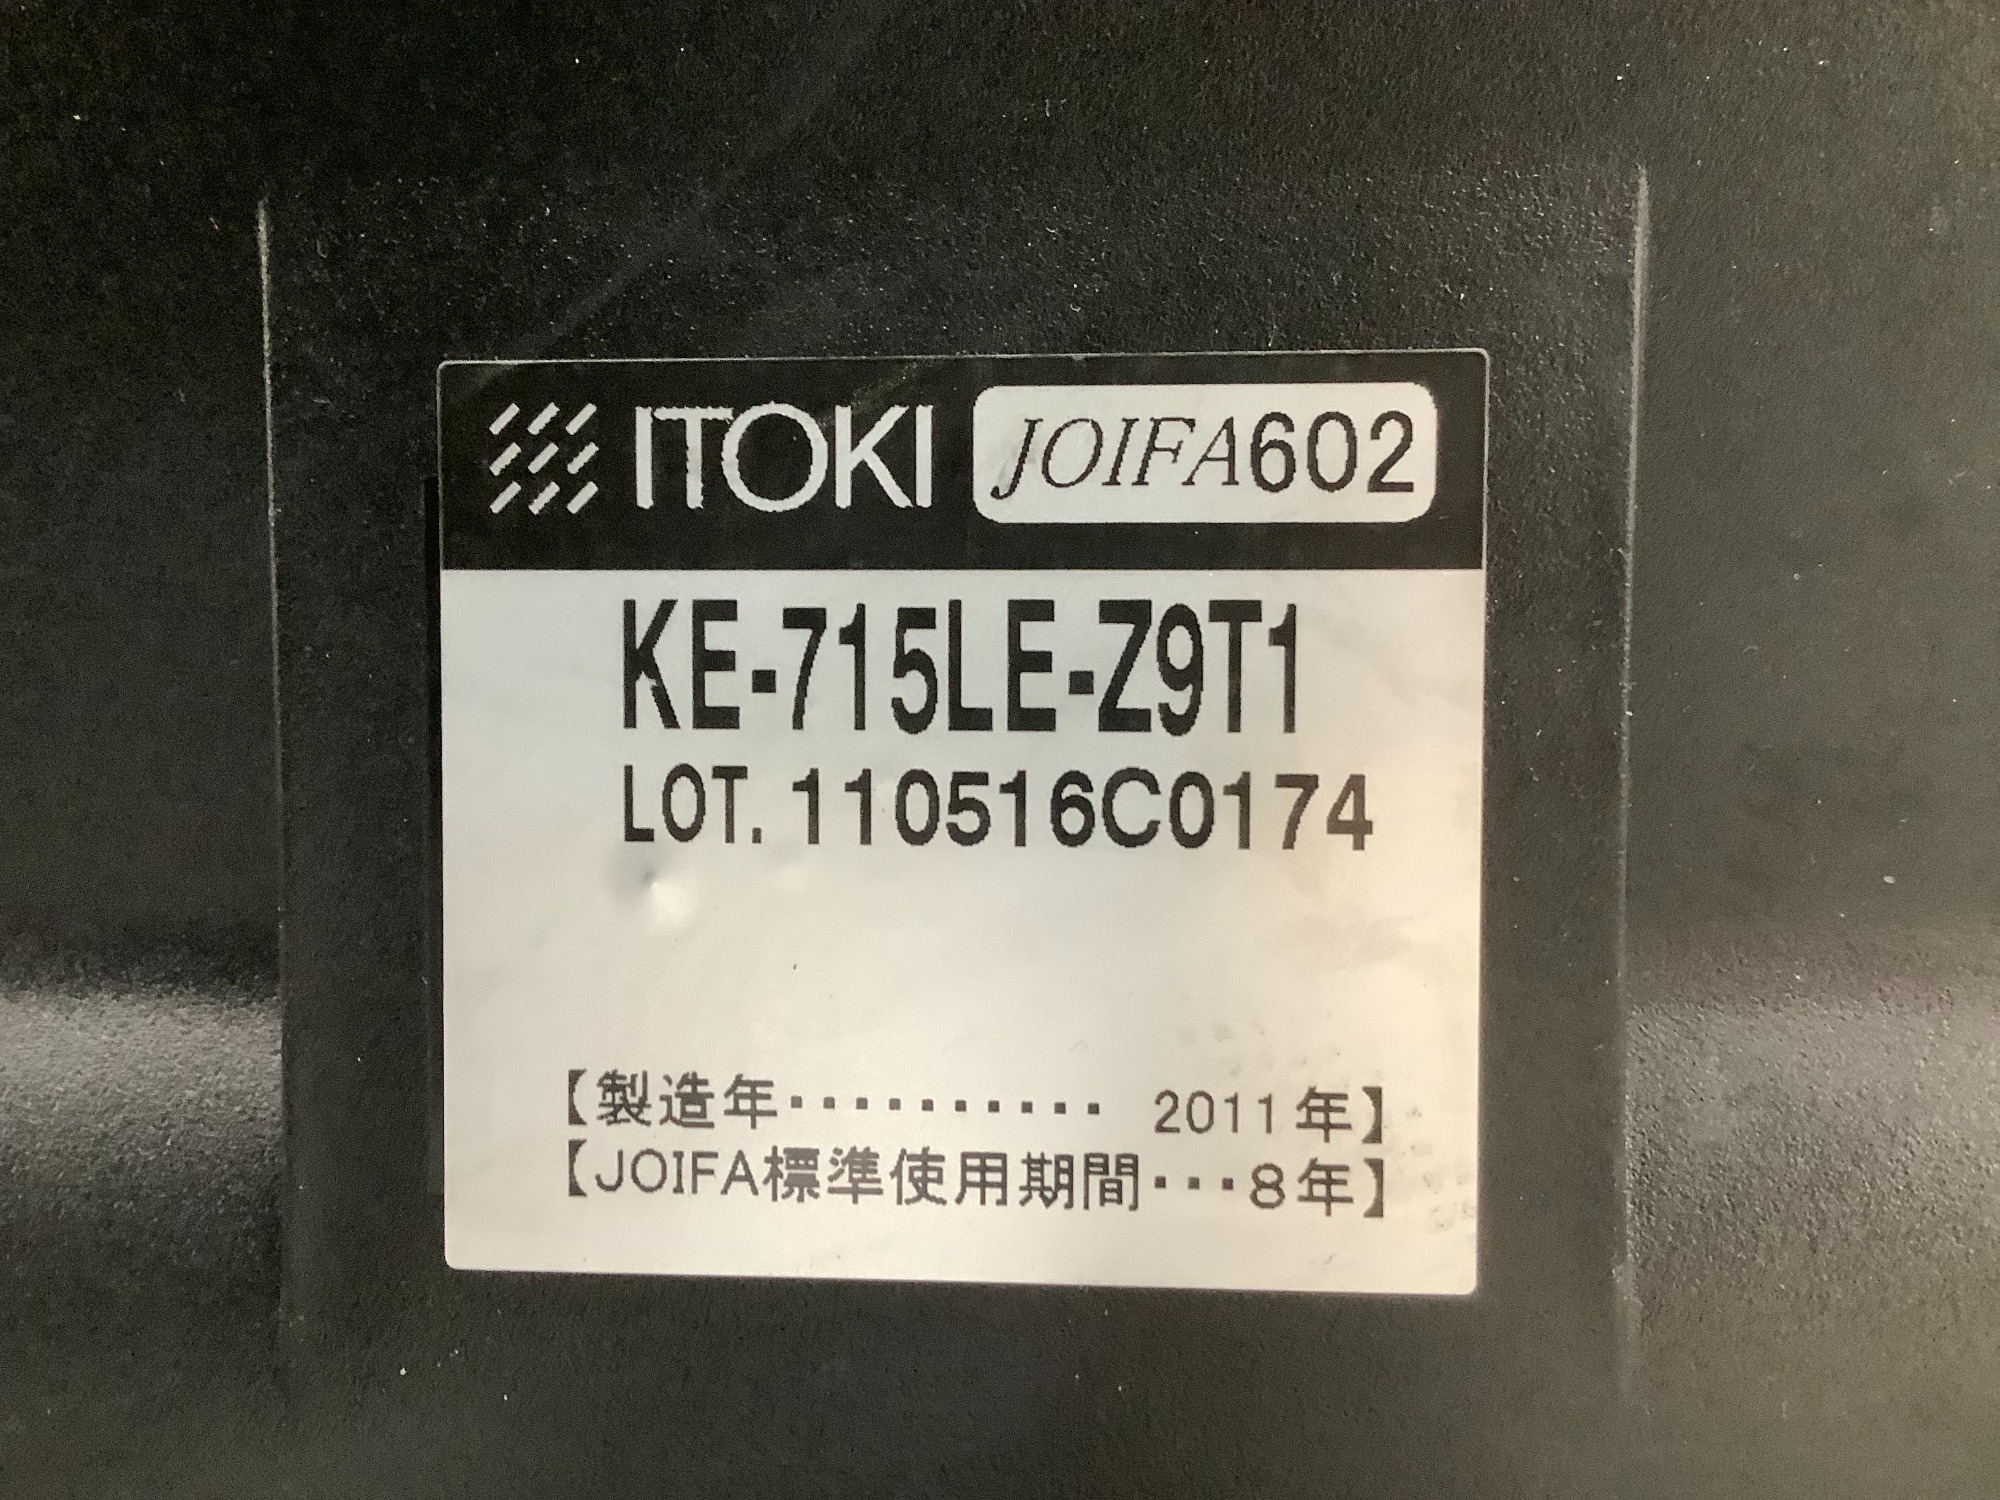 ITOKI JOIFA602
KE-715LE-Z9T1
LOT. 110516C0174
【製造年・・・・・・・・・・ 2011年】
【JOIFA標準使用期間・・・8年】